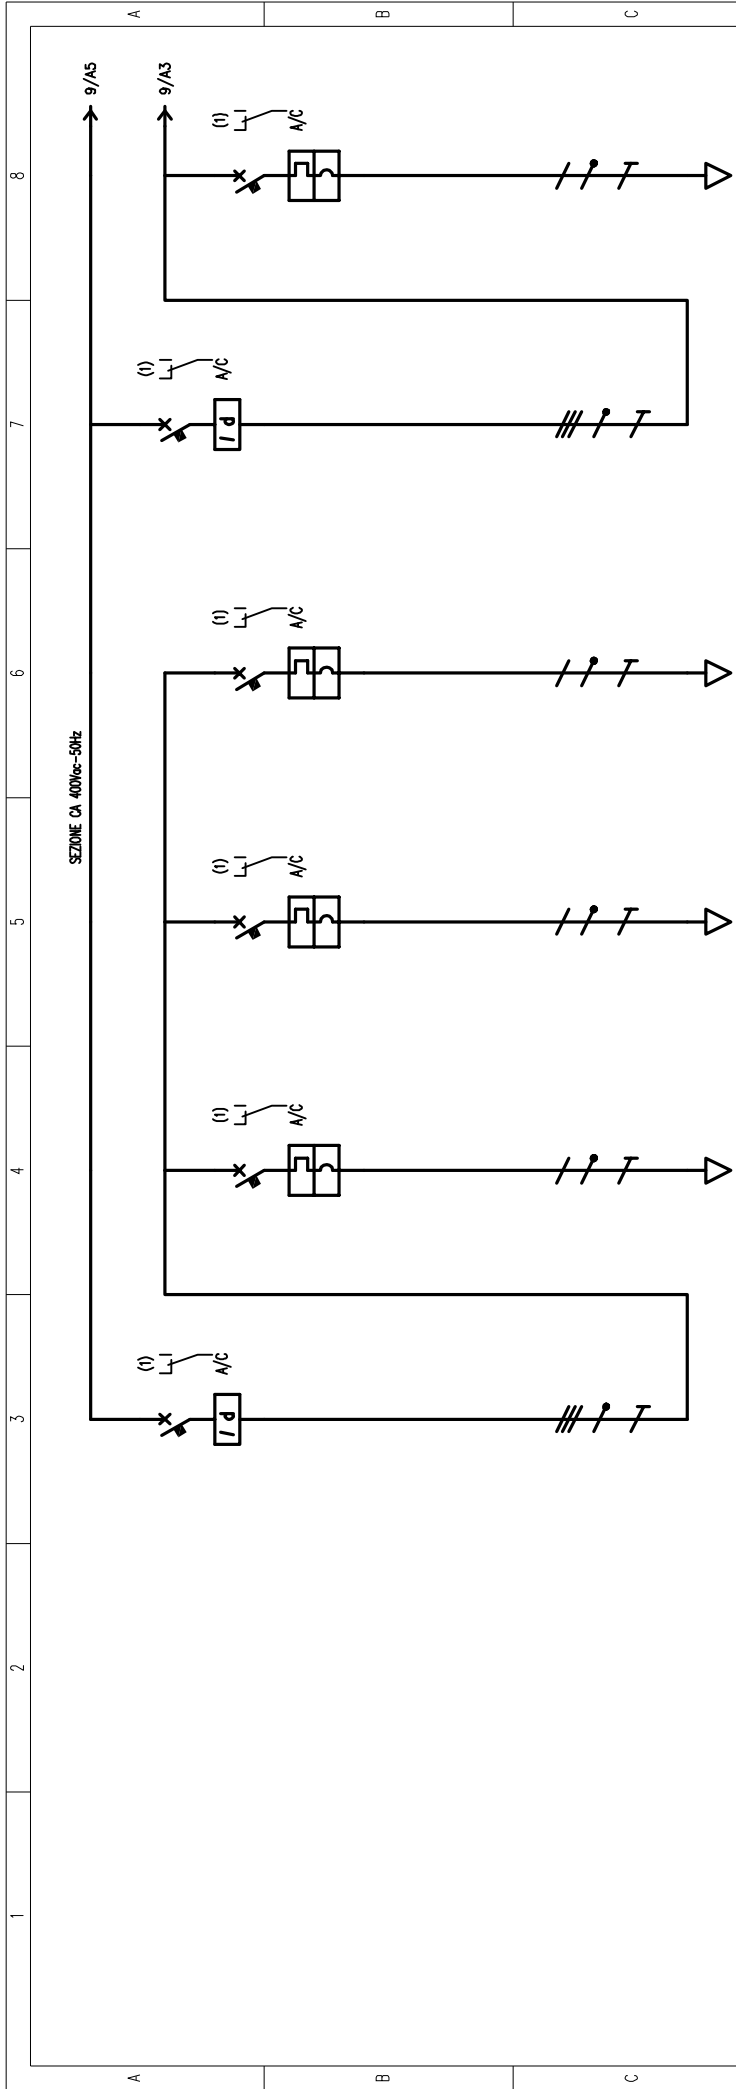 1 2 3 4 5 6 7 8
A A
SEZIONE CA 400Vac-50Hz
9/A5
9/A3
(1) (1)
A/C A/C
Id Id
(1) (1) (1) (1)
A/C A/C A/C A/C
B B
C C